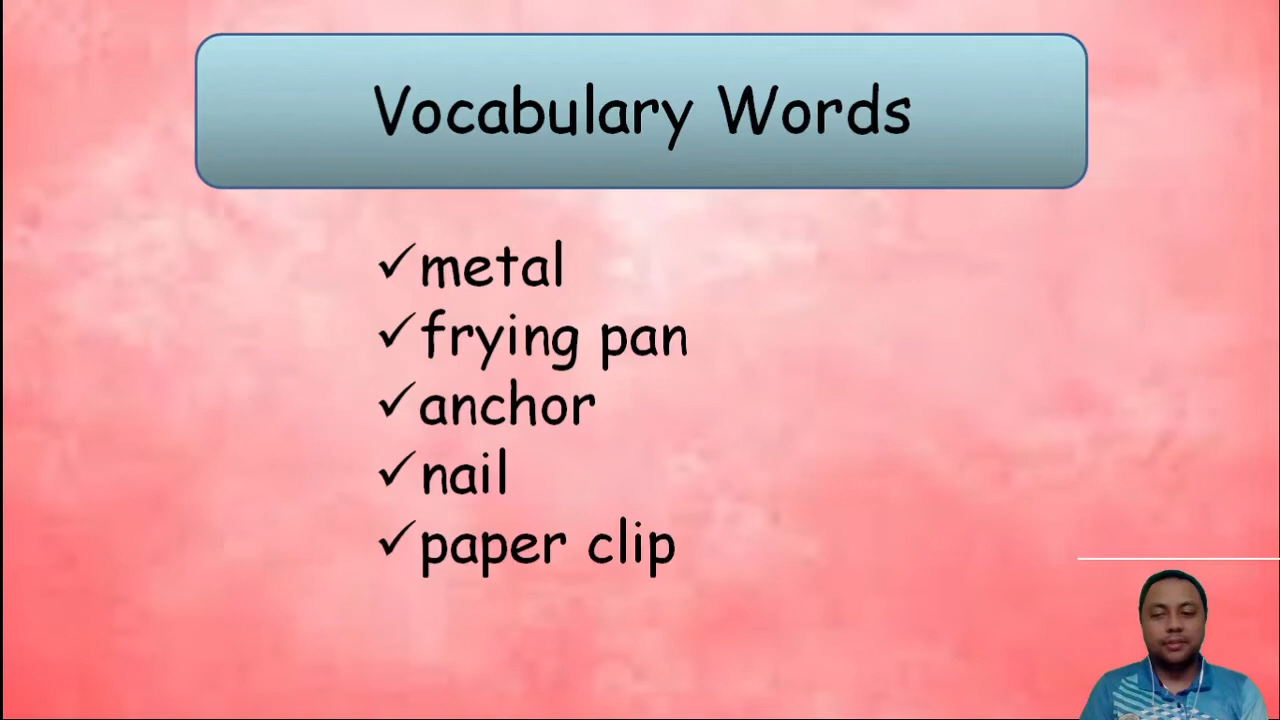 Vocabulary Words
✓metal
✓frying pan
✓anchor
✓nail
✓paper clip